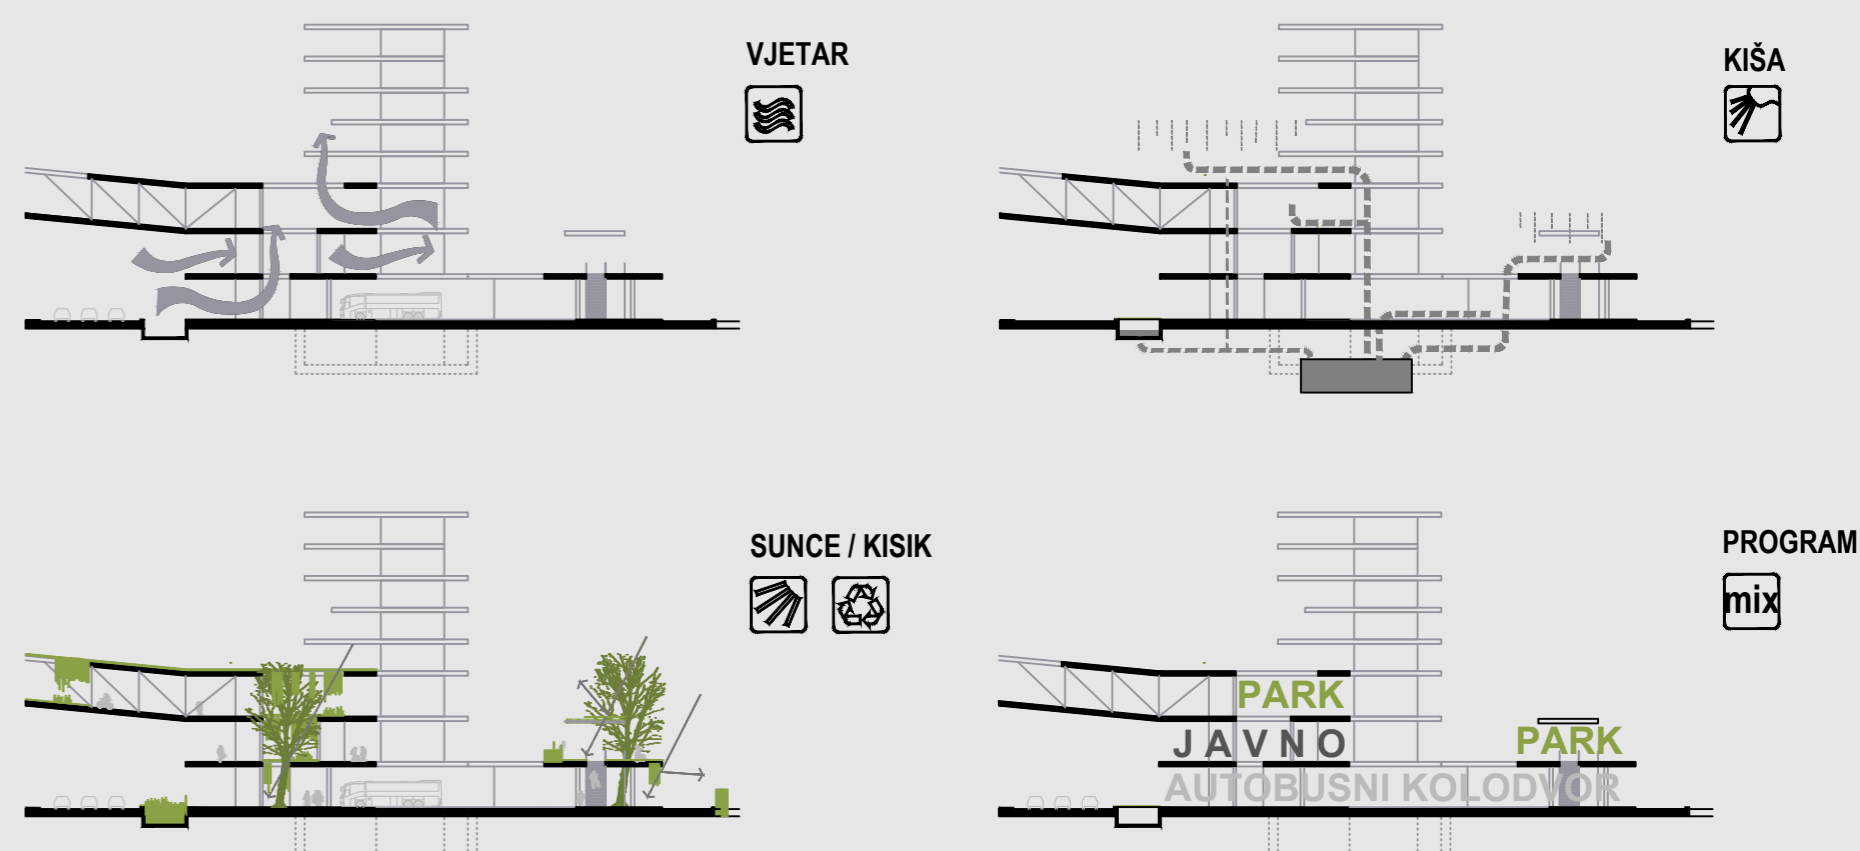 VJETAR
KIŠA
SUNCE / KISIK
PROGRAM
mix
PARK
PARK
JAVNO
AUTOBUSNI KOLODVOR